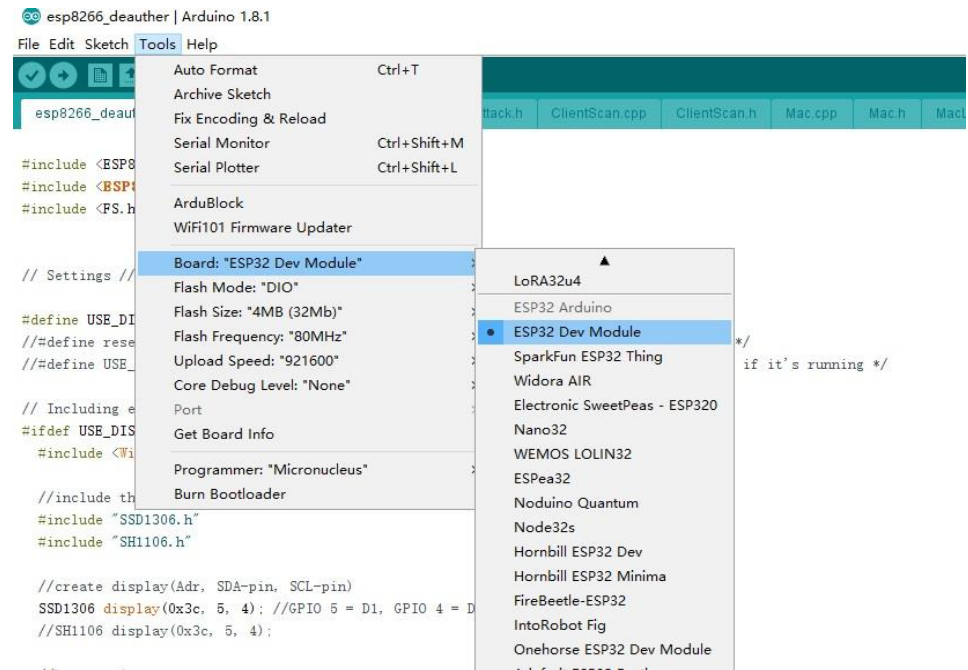 esp8266_deauther | Arduino 1.8.1
File Edit Sketch Tools Help
esp8266_deaut
ttack.h ClientScan.cpp ClientScan.h Mac.cpp Mac.h MacL
Auto Format Ctrl+T
Archive Sketch
Fix Encoding & Reload
Serial Monitor Ctrl+Shift+M
Serial Plotter Ctrl+Shift+L
ArduBlock
WiFi101 Firmware Updater
Board: "ESP32 Dev Module"
Flash Mode: "DIO"
Flash Size: "4MB (32Mb)"
Flash Frequency: "80MHz"
Upload Speed: "921600"
Core Debug Level: "None"
Port
Get Board Info
Programmer: "Micronucleus"
Burn Bootloader
LoRA32u4
ESP32 Arduino
ESP32 Dev Module
SparkFun ESP32 Thing
Widora AIR
Electronic SweetPeas - ESP320
Nano32
WEMOS LOLIN32
ESPea32
Noduino Quantum
Node32s
Hornbill ESP32 Dev
Hornbill ESP32 Minima
FireBeetle-ESP32
IntoRobot Fig
Onehorse ESP32 Dev Module
#include <ESP8
#include <ESP8
#include <FS.h
// Settings //
#define USE_DI
//#define rese */
//#define USE_ if it's running */
// Including e
#ifdef USE_DIS
#include <Wi
//include th
#include "SSD1306.h"
#include "SH1106.h"
//create display(Adr, SDA-pin, SCL-pin)
SSD1306 display(0x3c, 5, 4); //GPIO 5 = D1, GPIO 4 = D
//SH1106 display(0x3c, 5, 4);